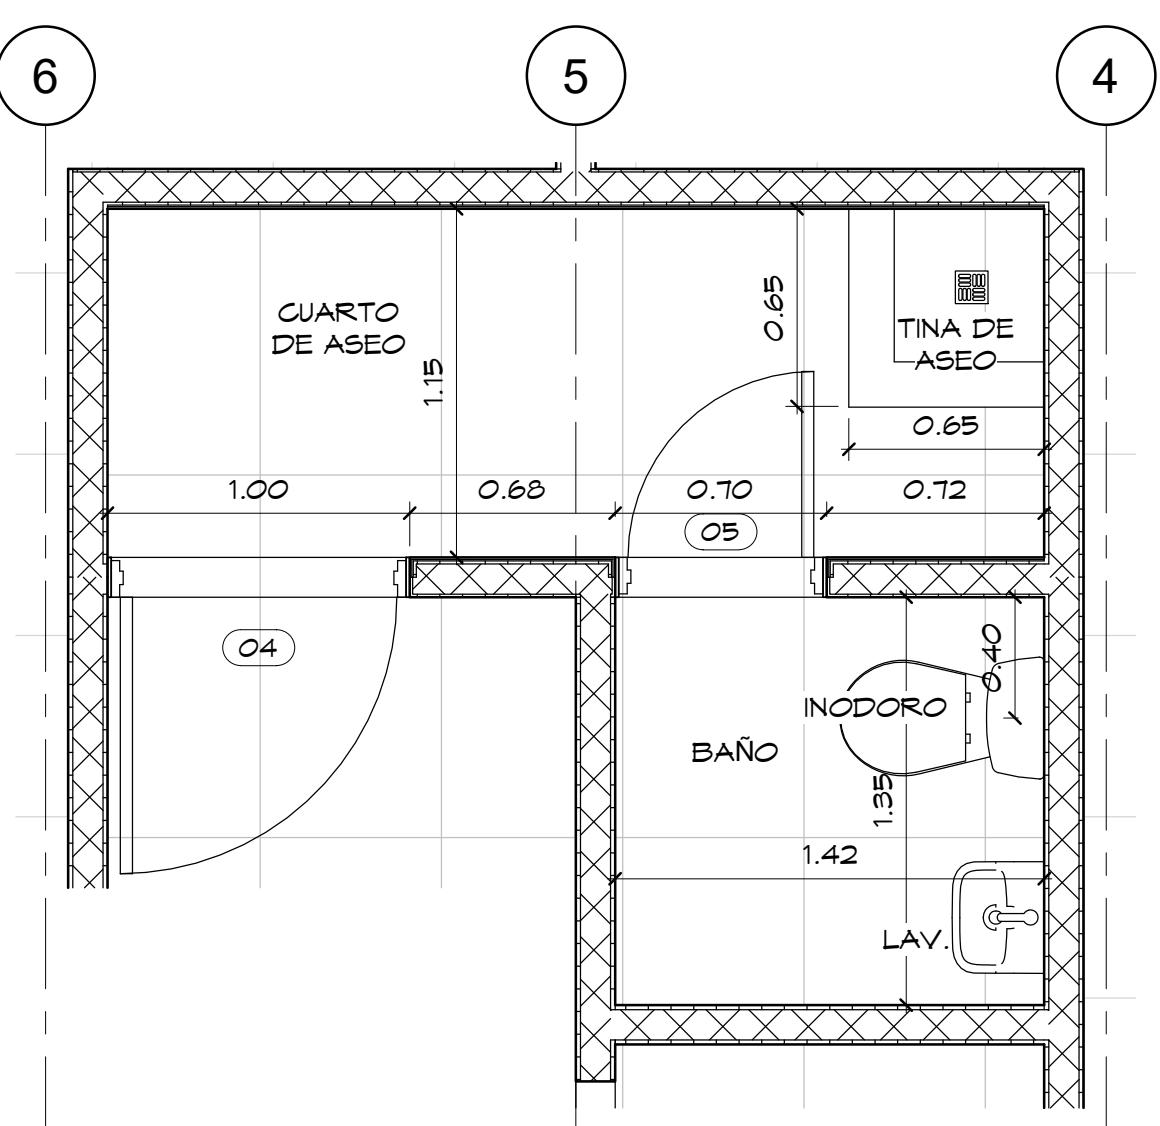 6
5
4
CUARTO
DE ASEO
1.15
0.65
TINA DE
ASEO
0.65
1.00
0.68
0.70
0.72
05
04
0.40
INODORO
BAÑO
1.35
1.42
LAV.